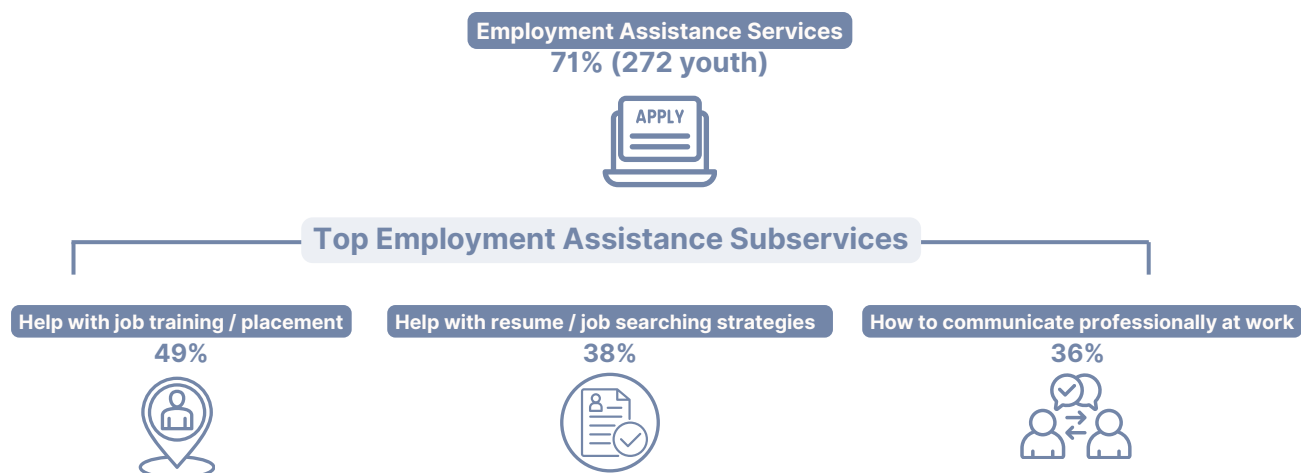 Employment Assistance Services
71% (272 youth)
APPLY
Top Employment Assistance Subservices
Help with job training / placement
49%
Help with resume / job searching strategies
38%
How to communicate professionally at work
36%